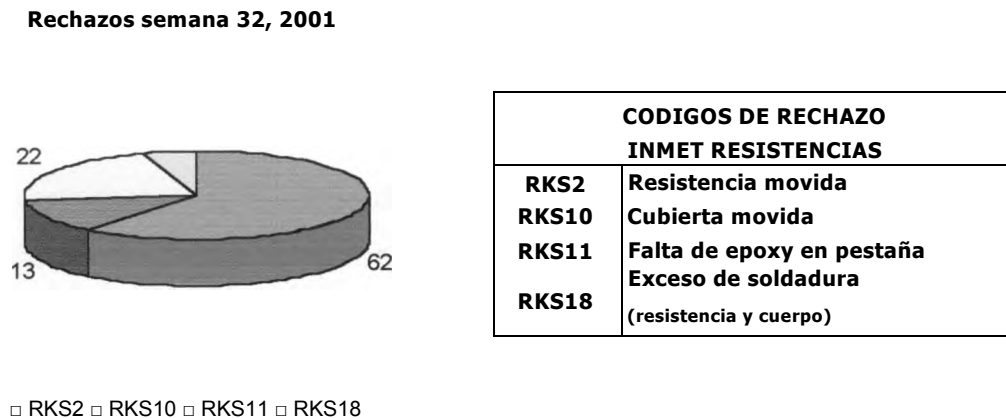 Rechazos semana 32, 2001
22
13
62
CODIGOS DE RECHAZO
INMET RESISTENCIAS
RKS2 Resistencia movida
RKS10 Cubierta movida
RKS11 Falta de epoxy en pestaña
RKS18 Exceso de soldadura
(resistencia y cuerpo)
□ RKS2 □ RKS10 □ RKS11 □ RKS18